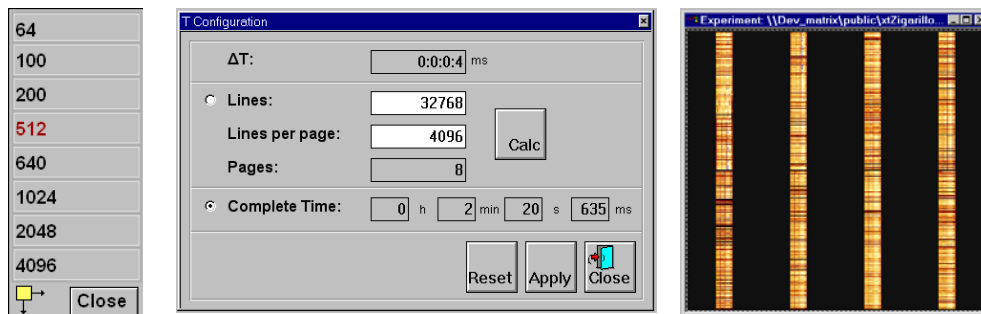 64
100
200
512
640
1024
2048
4096
Close
T Configuration
ΔT: 0:0:0:4 ms
Lines: 32768
Lines per page: 4096
Calc
Pages: 8
Complete Time: 0 h 2 min 20 s 635 ms
Reset Apply Close
Experiment: \\Dev_matrix\public\xtZigarillo...